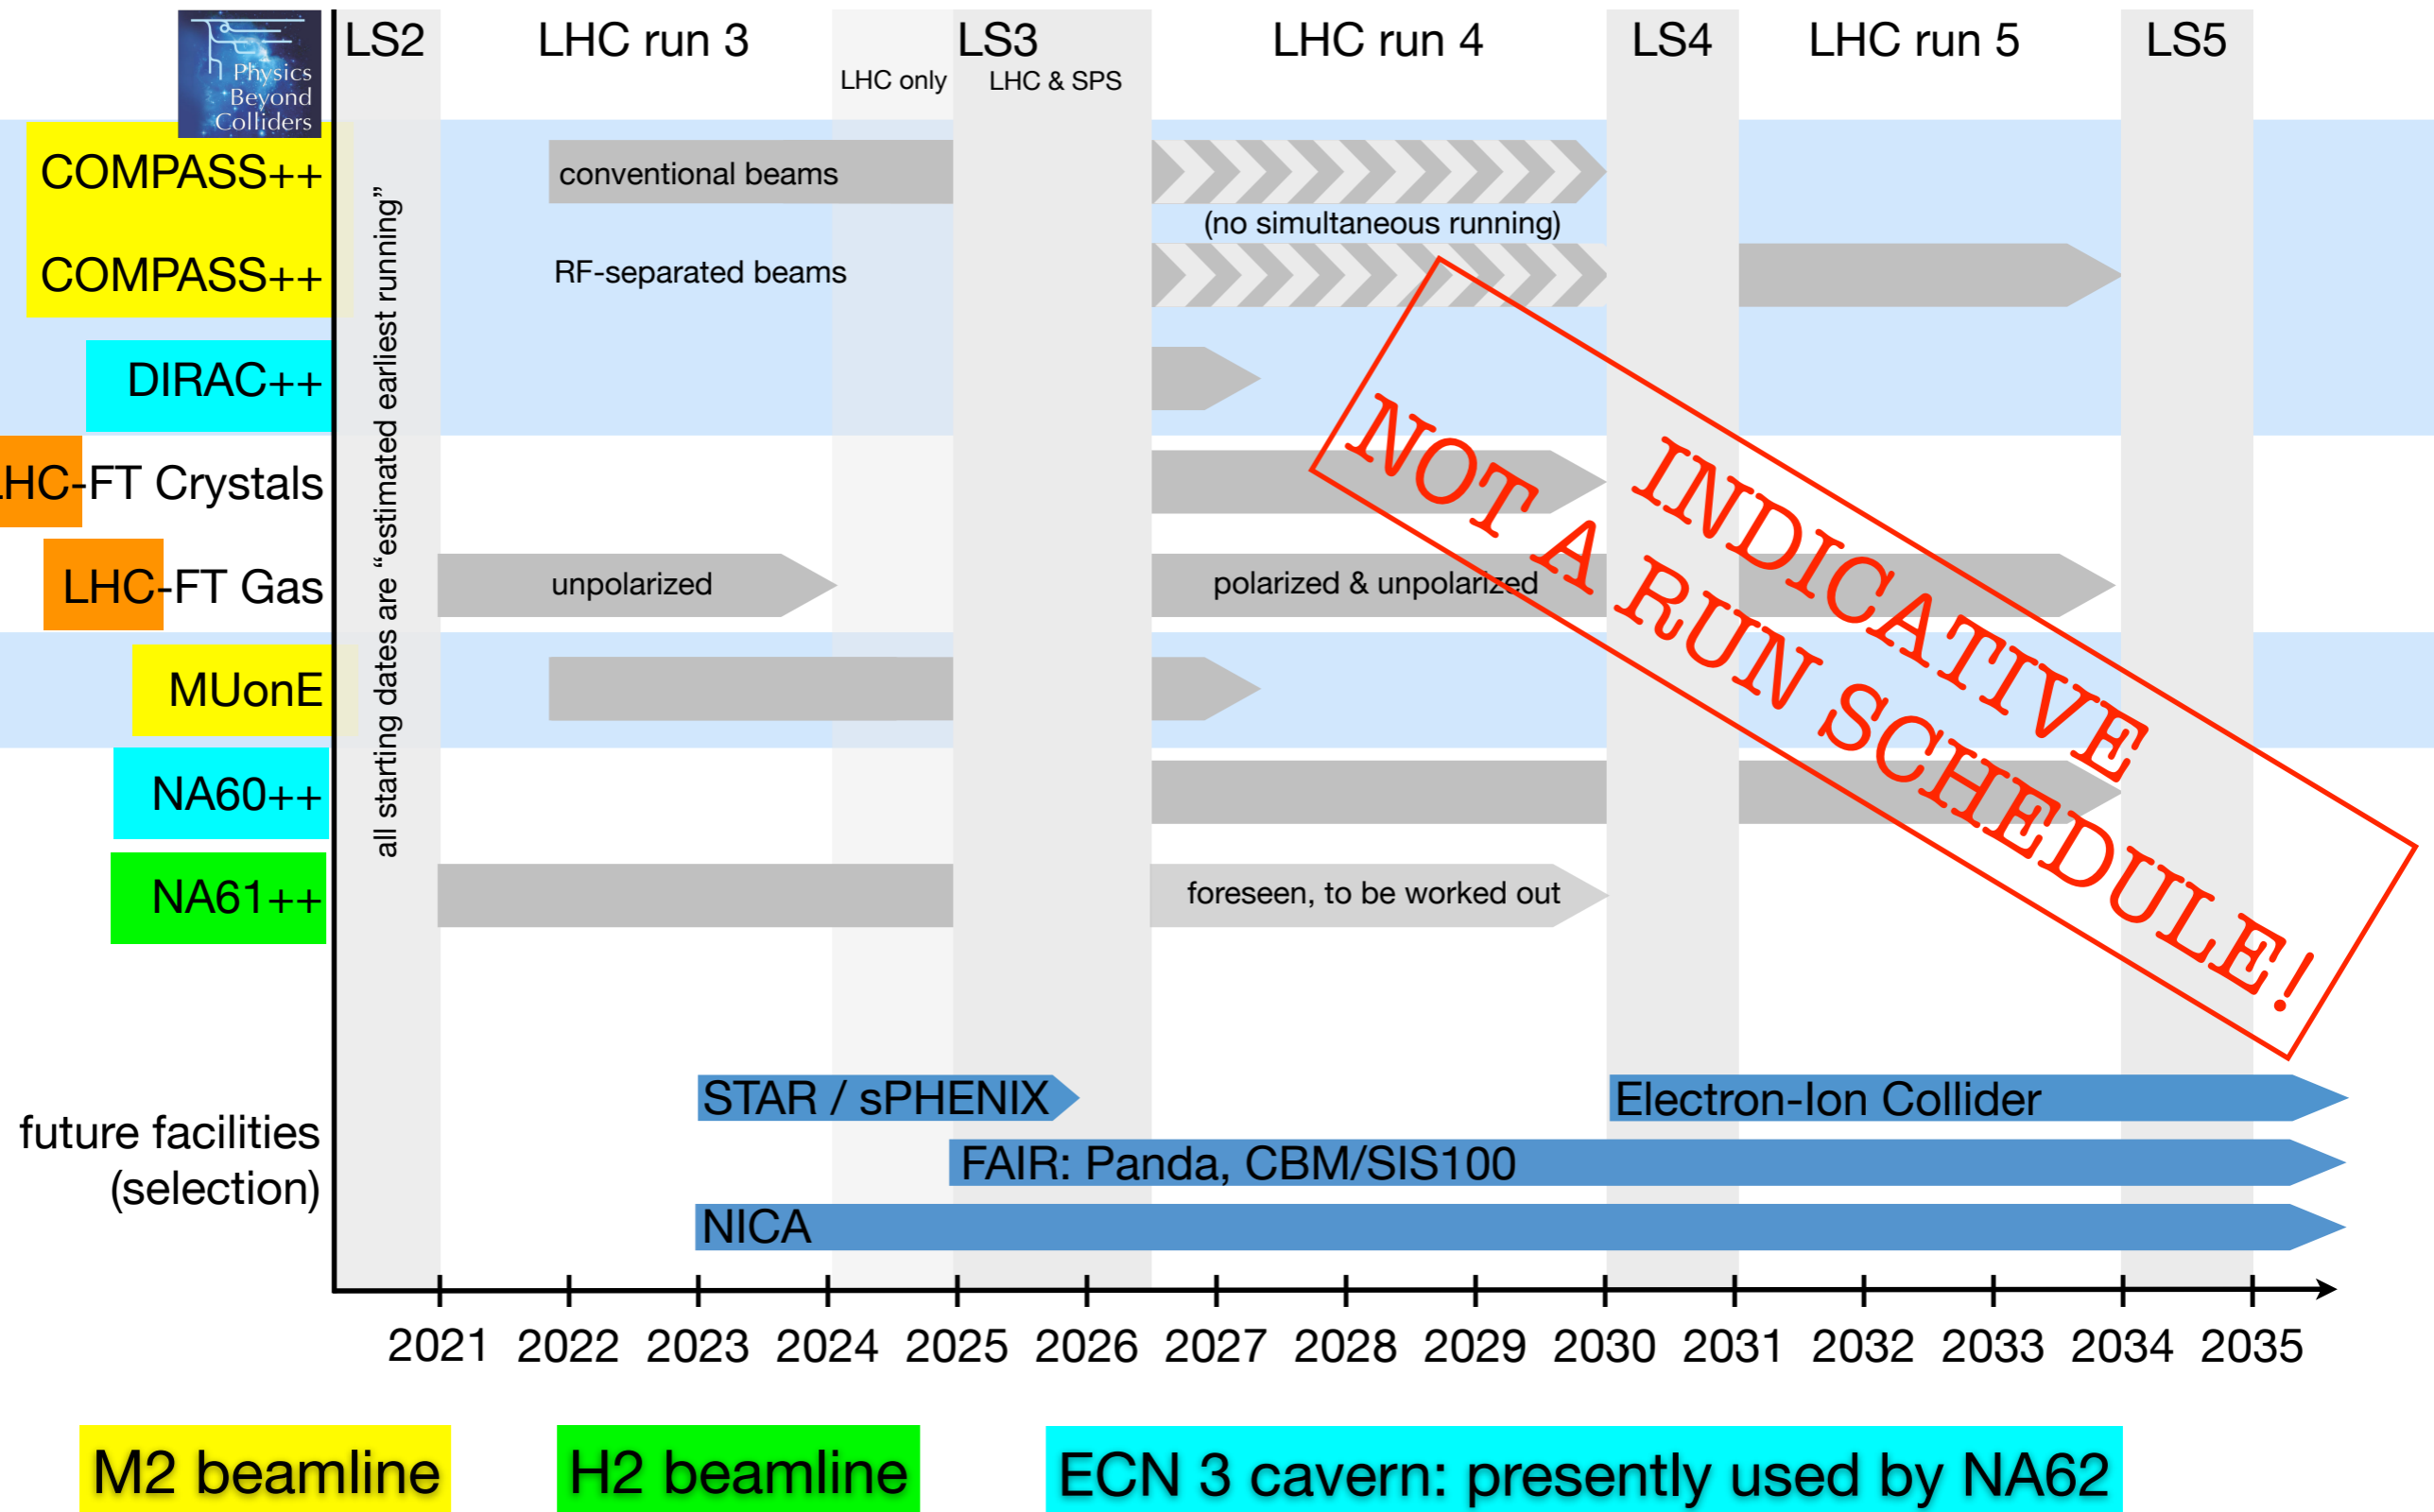 Physics
Beyond
Colliders
LS2 LHC run 3 LS3 LHC run 4 LS4 LHC run 5 LS5
LHC only LHC & SPS
all starting dates are “estimated earliest running”
COMPASS++ conventional beams
(no simultaneous running)
COMPASS++ RF-separated beams
DIRAC++
HC-FT Crystals
LHC-FT Gas unpolarized polarized & unpolarized
MUonE
NA60++
NA61++ foreseen, to be worked out
INDICATIVE
NOT A RUN SCHEDULE!
future facilities
(selection)
STAR / sPHENIX Electron-Ion Collider
FAIR: Panda, CBM/SIS100
NICA
2021 2022 2023 2024 2025 2026 2027 2028 2029 2030 2031 2032 2033 2034 2035
M2 beamline H2 beamline ECN 3 cavern: presently used by NA62